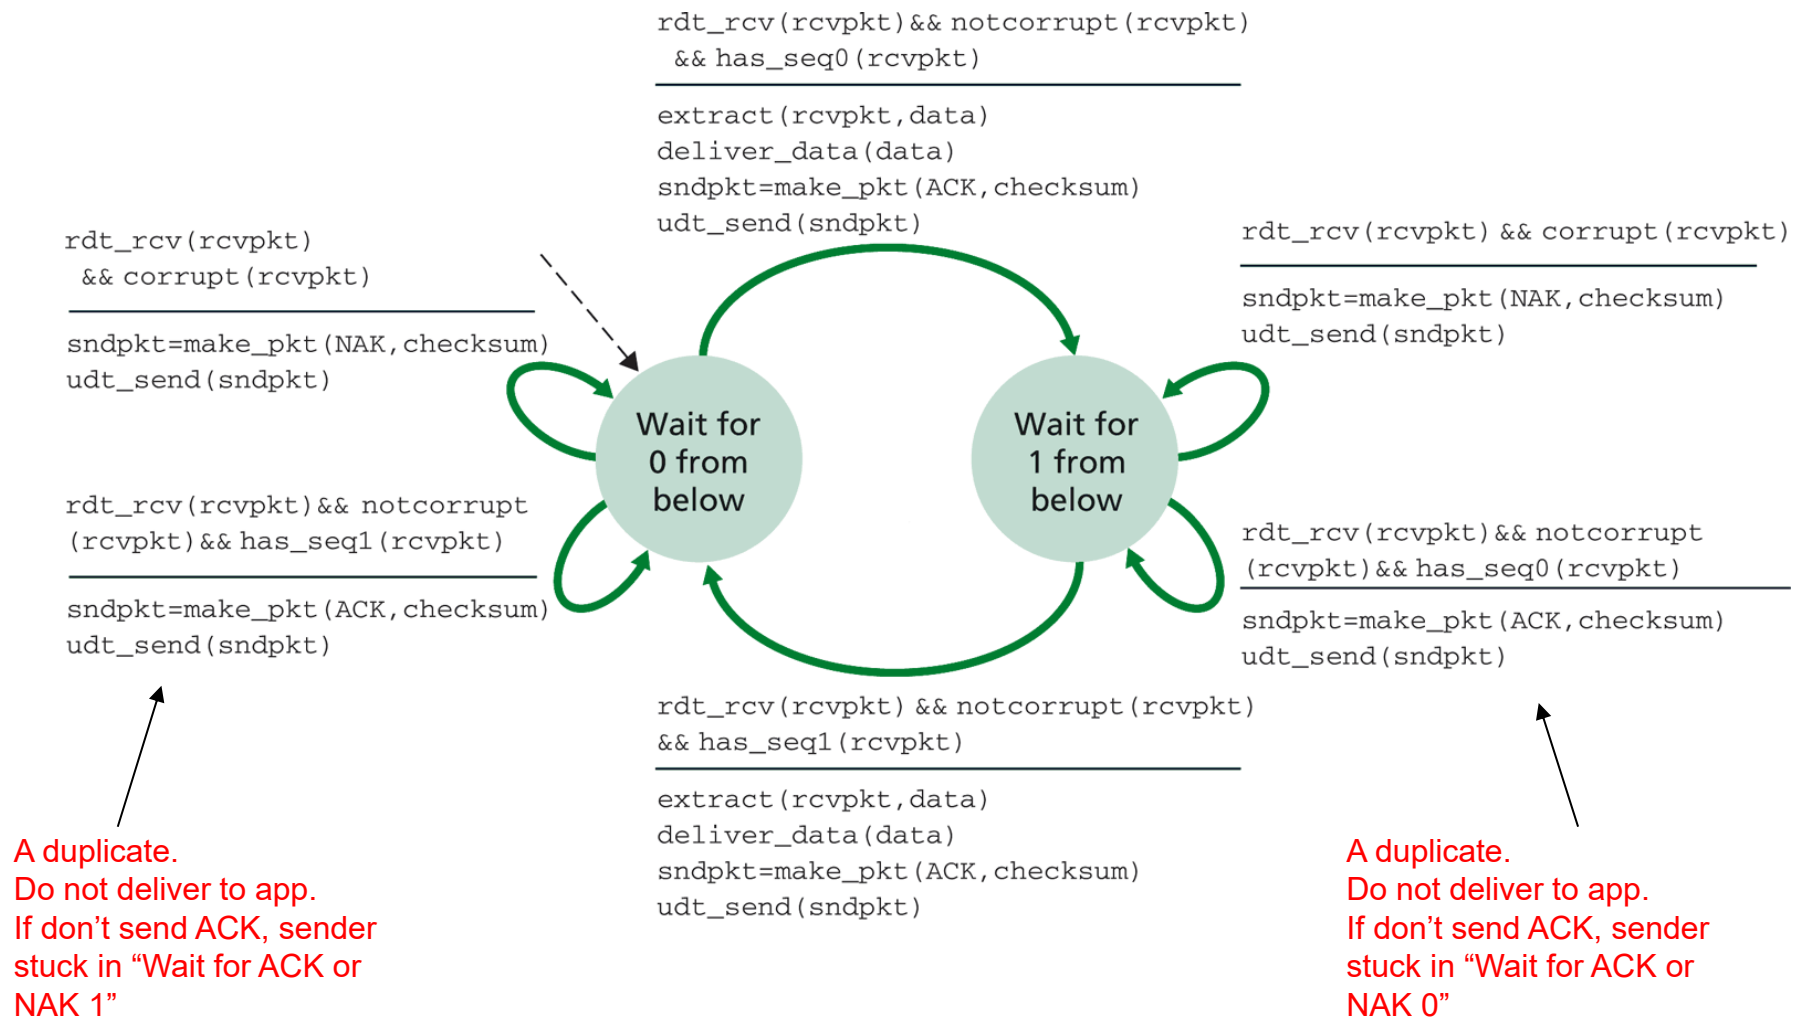 rdt_rcv(rcvpkt)&& notcorrupt(rcvpkt)
&& has_seq0(rcvpkt)
extract(rcvpkt,data)
deliver_data(data)
sndpkt=make_pkt(ACK,checksum)
udt_send(sndpkt)
rdt_rcv(rcvpkt)
&& corrupt(rcvpkt)
sndpkt=make_pkt(NAK,checksum)
udt_send(sndpkt)
rdt_rcv(rcvpkt) && corrupt(rcvpkt)
sndpkt=make_pkt(NAK,checksum)
udt_send(sndpkt)
Wait for
0 from
below
Wait for
1 from
below
rdt_rcv(rcvpkt)&& notcorrupt
(rcvpkt)&& has_seq1(rcvpkt)
sndpkt=make_pkt(ACK,checksum)
udt_send(sndpkt)
rdt_rcv(rcvpkt)&& notcorrupt
(rcvpkt)&& has_seq0(rcvpkt)
sndpkt=make_pkt(ACK,checksum)
udt_send(sndpkt)
rdt_rcv(rcvpkt) && notcorrupt(rcvpkt)
&& has_seq1(rcvpkt)
extract(rcvpkt,data)
deliver_data(data)
sndpkt=make_pkt(ACK,checksum)
udt_send(sndpkt)
A duplicate.
Do not deliver to app.
If don’t send ACK, sender
stuck in “Wait for ACK or
NAK 1”
A duplicate.
Do not deliver to app.
If don’t send ACK, sender
stuck in “Wait for ACK or
NAK 0”